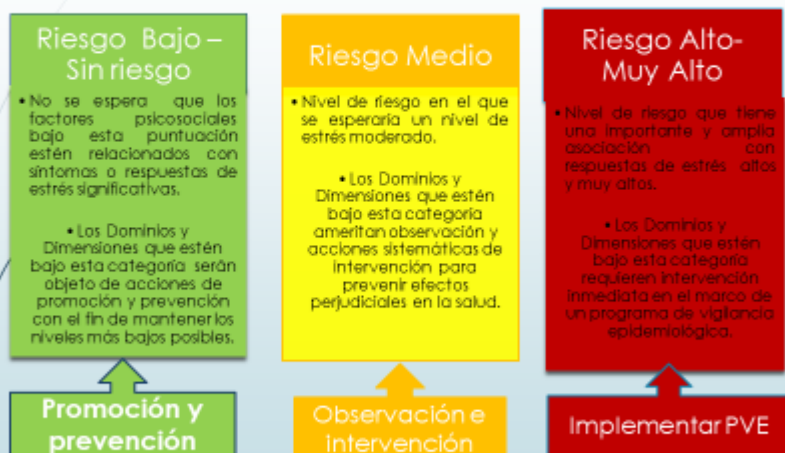 Riesgo Bajo –
Sin riesgo
• No se espera que los
factores psicosociales
bajo esta puntuación
estén relacionados con
síntomas o respuestas de
estrés significativas.
• Los Dominios y
Dimensiones que estén
bajo esta categoría serán
objeto de acciones de
promoción y prevención
con el fin de mantener los
niveles más bajos posibles.
Promoción y
prevención
Riesgo Medio
• Nivel de riesgo en el que
se esperaría un nivel de
estrés moderado.
• Los Dominios y
Dimensiones que estén
bajo esta categoría
ameritan observación y
acciones sistemáticas de
intervención para
prevenir efectos
perjudiciales en la salud.
Observación e
intervención
Riesgo Alto-
Muy Alto
• Nivel de riesgo que tiene
una importante y amplia
asociación con
respuestas de estrés altos
y muy altos.
• Los Dominios y
Dimensiones que estén
bajo esta categoría
requieren intervención
inmediata en el marco de
un programa de vigilancia
epidemiológica.
Implementar PVE